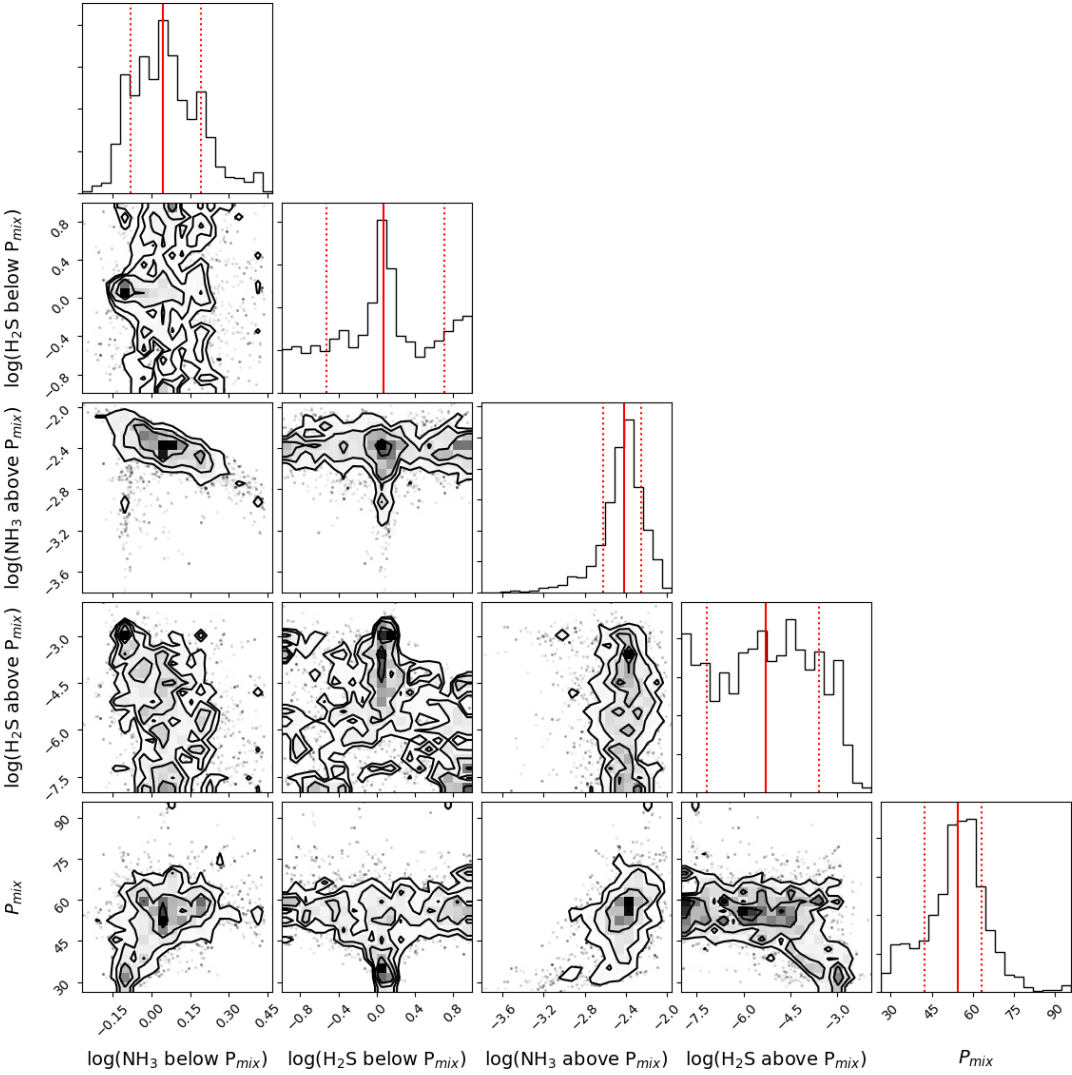 log(H₂S below P_mix)
0.8
0.4
0.0
−0.4
−0.8
log(NH₃ above P_mix)
−2.0
−2.4
−2.8
−3.2
−3.6
log(H₂S above P_mix)
−3.0
−4.5
−6.0
−7.5
P_mix
90
75
60
45
30
−0.15 0.00 0.15 0.30 0.45
−0.8 −0.4 0.0 0.4 0.8
−3.6 −3.2 −2.8 −2.4 −2.0
−7.5 −6.0 −4.5 −3.0
30 45 60 75 90
log(NH₃ below P_mix) log(H₂S below P_mix) log(NH₃ above P_mix) log(H₂S above P_mix) P_mix